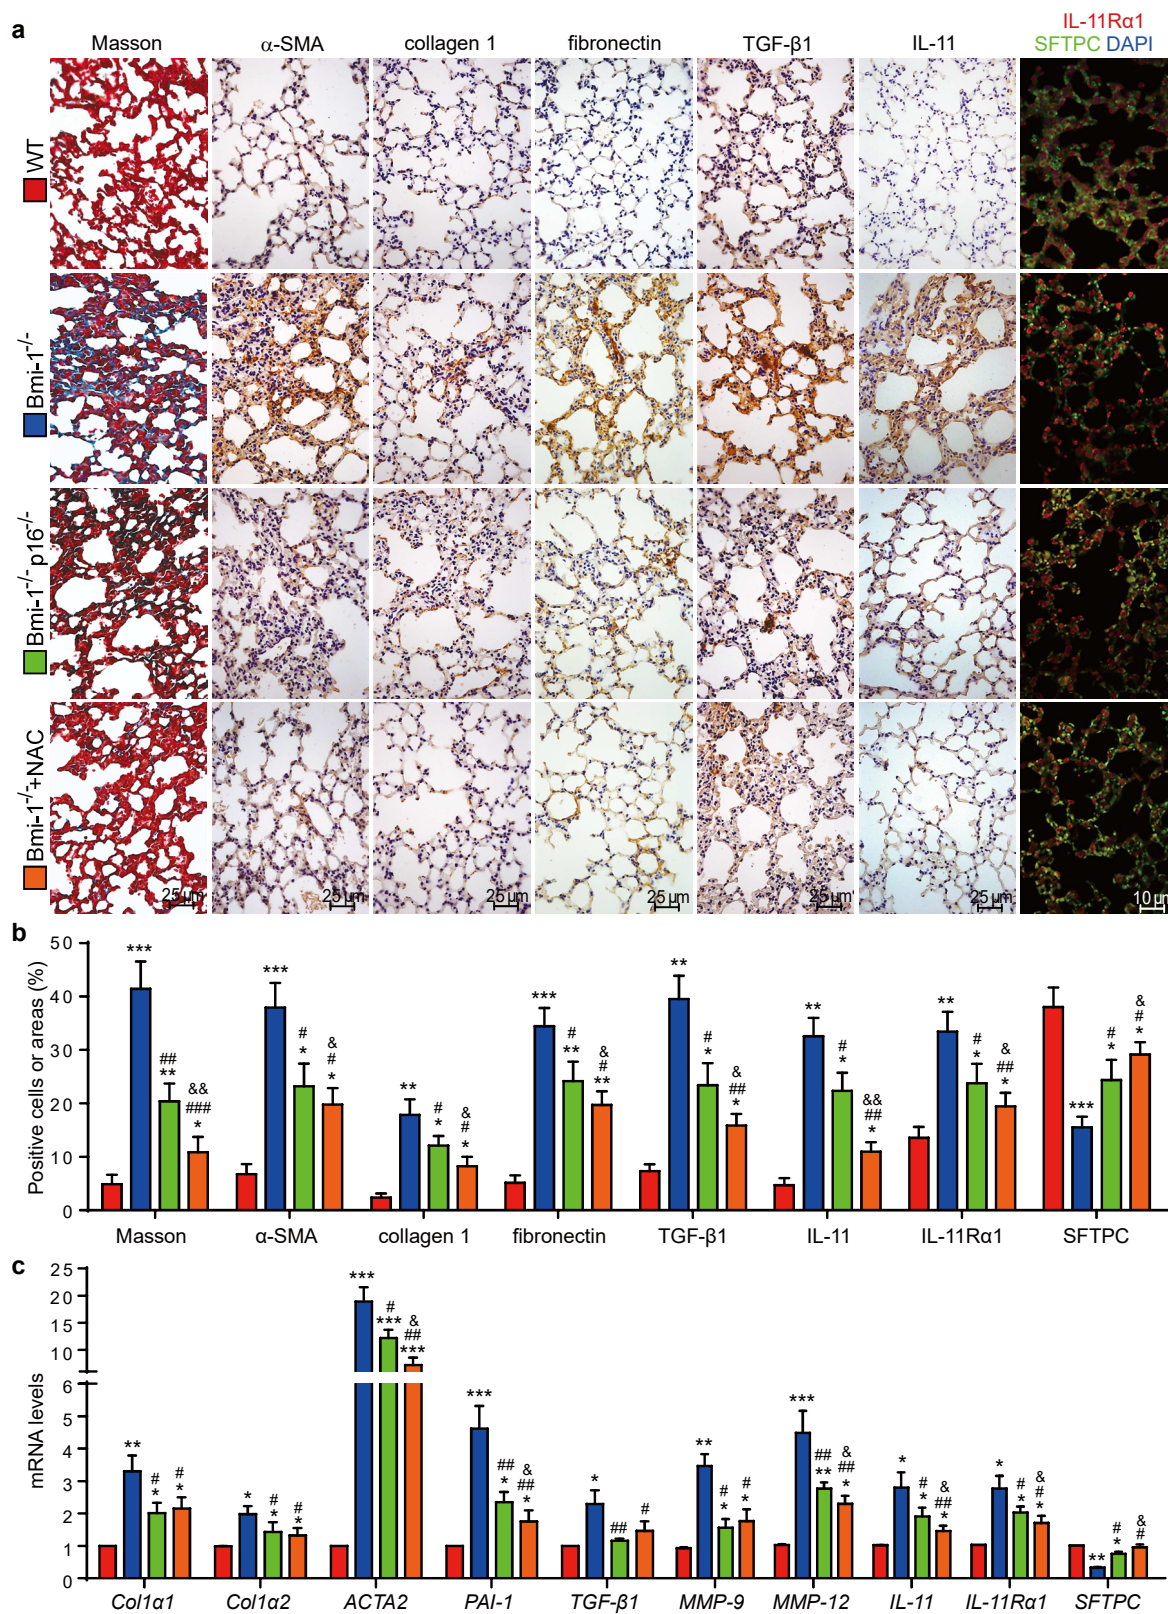 a
Masson
α-SMA
collagen 1
fibronectin
TGF-β1
IL-11
IL-11Rα1
SFTPC DAPI
WT
Bmi-1-/-
Bmi-1-/-p16-/-
Bmi-1-/-+NAC
25 µm
25 µm
25 µm
25 µm
25 µm
25 µm
10 µm
b
Positive cells or areas (%)
50
40
30
20
10
0
***
##
**
&&
###
*
***
#
*
&
#
*
**
#
*
&
#
*
***
#
**
&
#
**
**
#
*
&
##
*
**
#
*
&&
##
*
**
#
*
&
##
*
***
#
*
&
#
*
Masson
α-SMA
collagen 1
fibronectin
TGF-β1
IL-11
IL-11Rα1
SFTPC
c
mRNA levels
25
20
15
10
6
5
4
3
2
1
0
**
#
*
#
*
*
#
*
#
*
***
#
***
&
##
***
***
##
*
&
##
*
*
##
#
**
#
*
#
*
***
##
**
&
##
*
*
#
*
&
##
*
*
#
*
&
#
*
**
#
*
&
#
Col1α1
Col1α2
ACTA2
PAI-1
TGF-β1
MMP-9
MMP-12
IL-11
IL-11Rα1
SFTPC